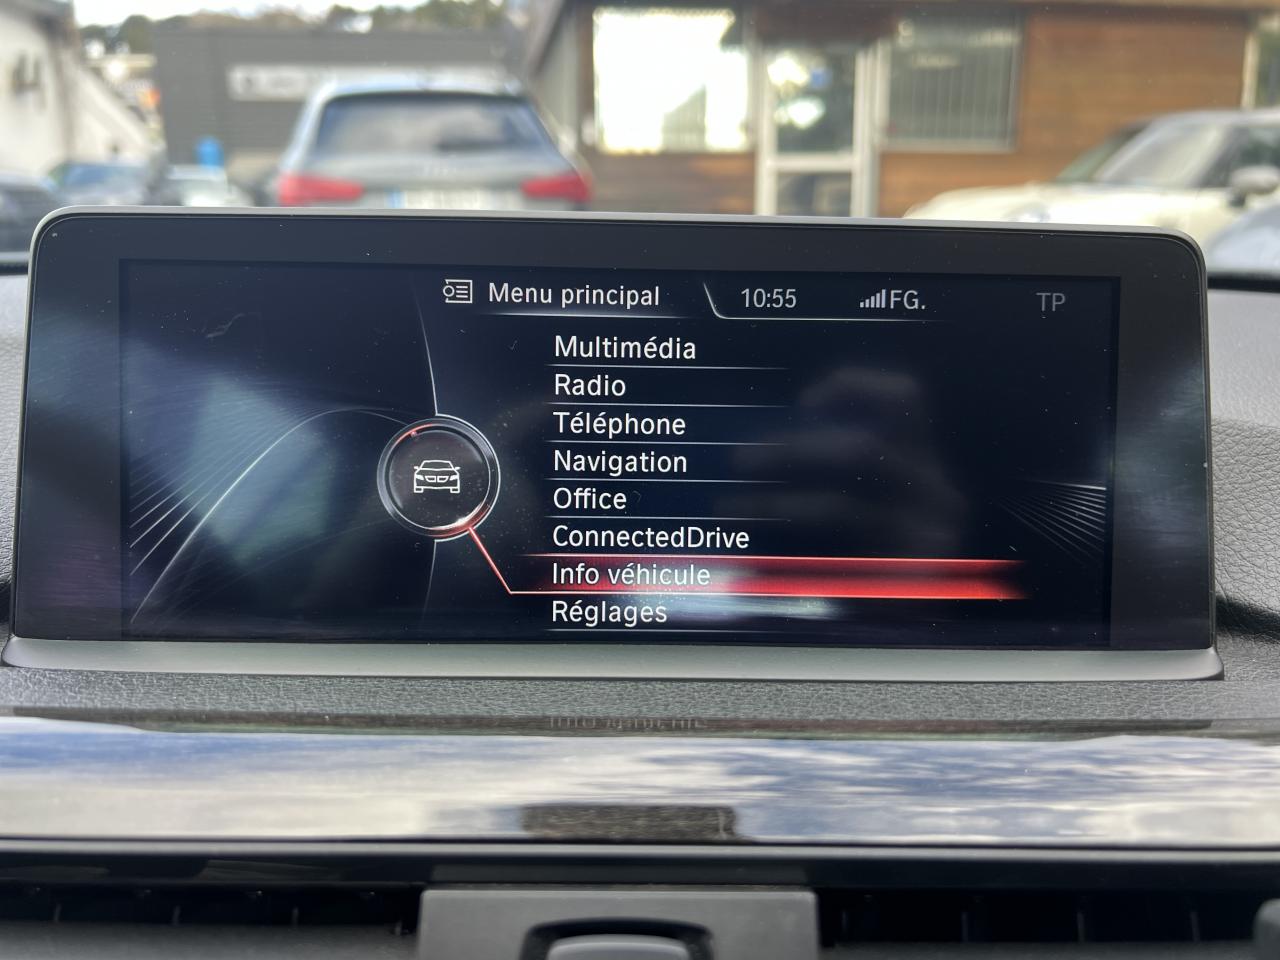 Menu principal 10:55 FG. TP
Multimédia
Radio
Téléphone
Navigation
Office
ConnectedDrive
Info véhicule
Réglages